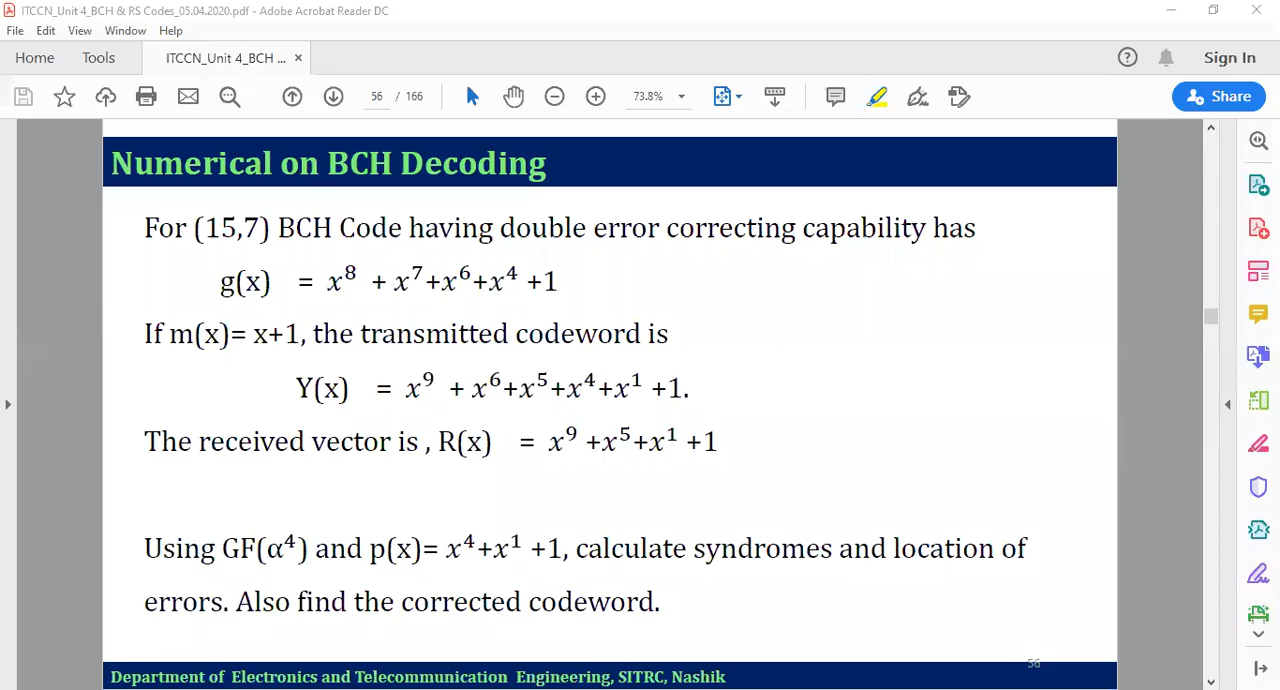 ITCCN_Unit 4_BCH & RS Codes_05.04.2020.pdf - Adobe Acrobat Reader DC
File Edit View Window Help
Home Tools ITCCN_Unit 4_BCH ... × Sign In
56 / 166 73.8% Share
Numerical on BCH Decoding
For (15,7) BCH Code having double error correcting capability has
g(x) = x⁸ + x⁷+x⁶+x⁴ +1
If m(x)= x+1, the transmitted codeword is
Y(x) = x⁹ + x⁶+x⁵+x⁴+x¹ +1.
The received vector is , R(x) = x⁹ +x⁵+x¹ +1
Using GF(α⁴) and p(x)= x⁴+x¹ +1, calculate syndromes and location of
errors. Also find the corrected codeword.
56
Department of Electronics and Telecommunication Engineering, SITRC, Nashik